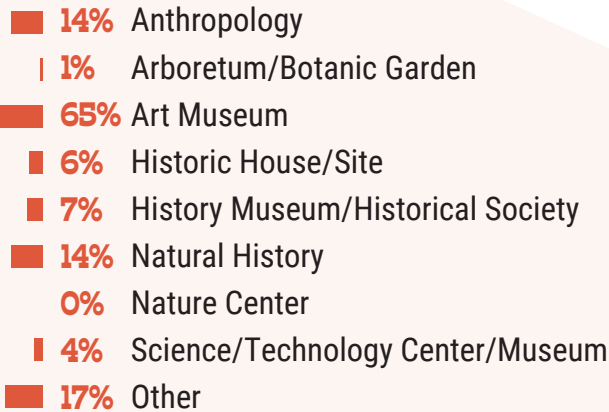 14% Anthropology
1% Arboretum/Botanic Garden
65% Art Museum
6% Historic House/Site
7% History Museum/Historical Society
14% Natural History
0% Nature Center
4% Science/Technology Center/Museum
17% Other